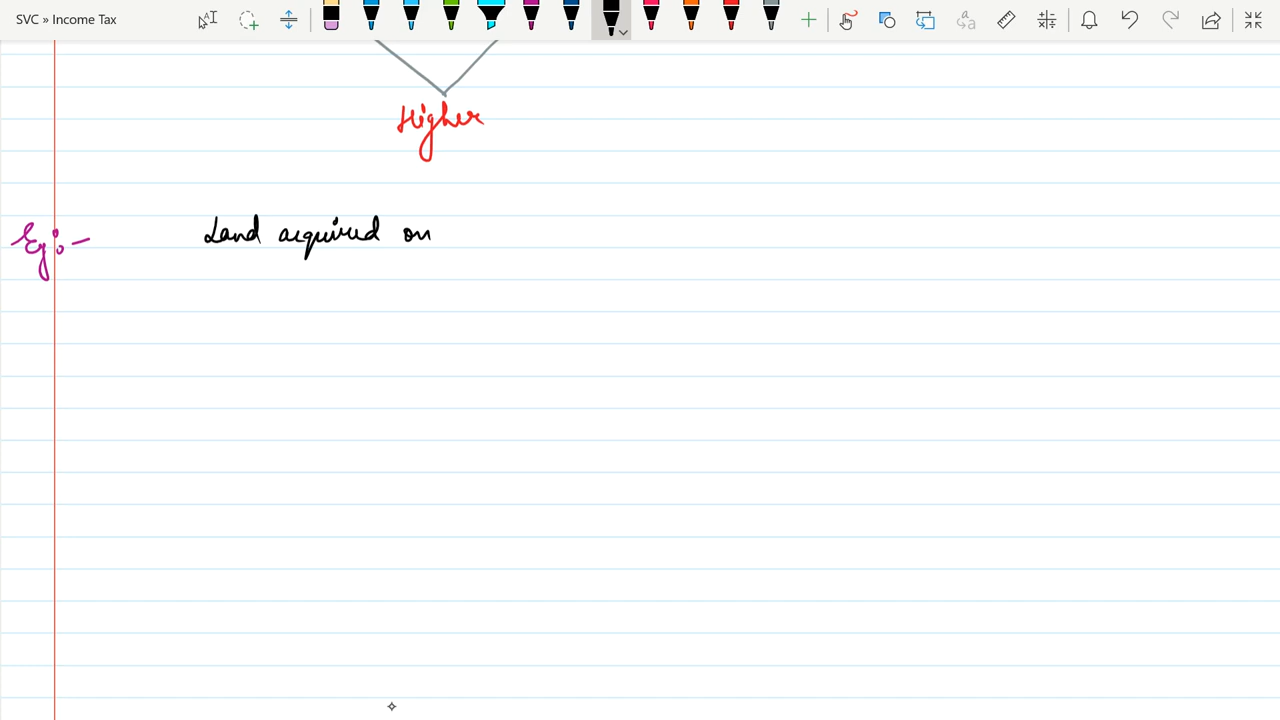 SVC » Income Tax
Higher
Eg:-
Land acquired on